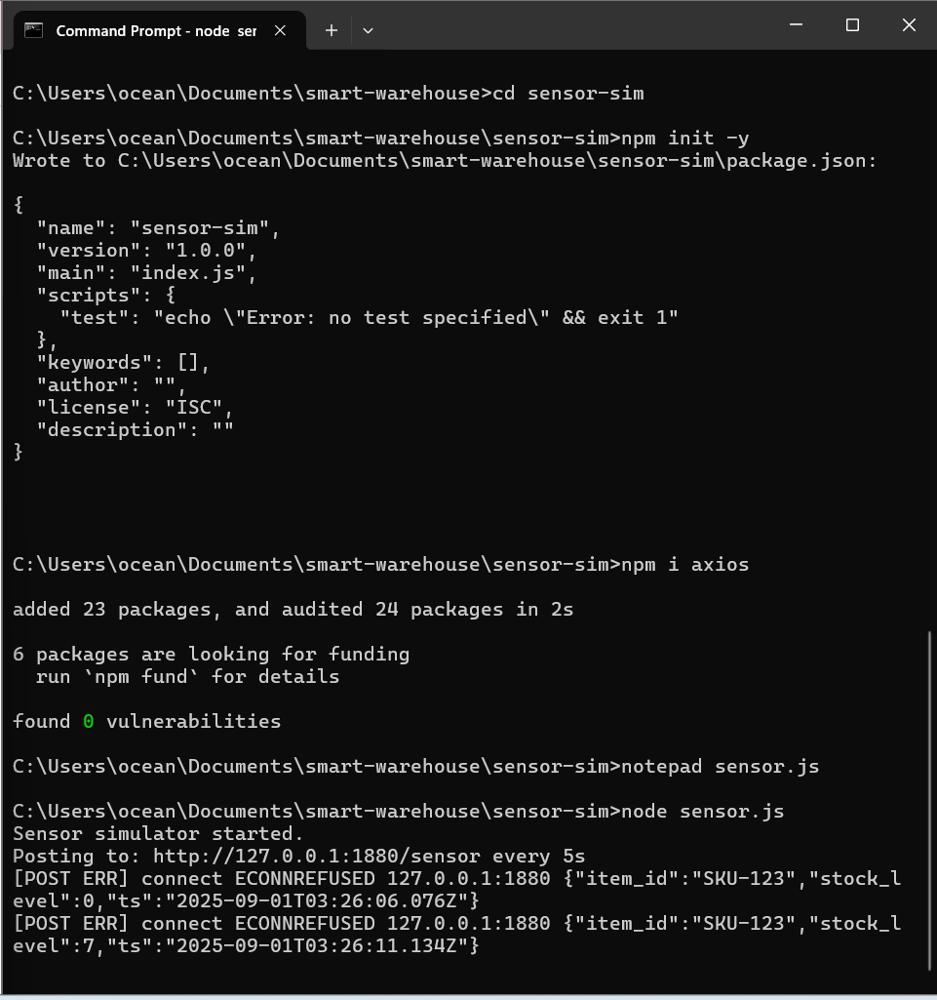 Command Prompt - node  ser
C:\Users\ocean\Documents\smart-warehouse>cd sensor-sim
C:\Users\ocean\Documents\smart-warehouse\sensor-sim>npm init -y
Wrote to C:\Users\ocean\Documents\smart-warehouse\sensor-sim\package.json:
{
  "name": "sensor-sim",
  "version": "1.0.0",
  "main": "index.js",
  "scripts": {
    "test": "echo \"Error: no test specified\" && exit 1"
  },
  "keywords": [],
  "author": "",
  "license": "ISC",
  "description": ""
}
C:\Users\ocean\Documents\smart-warehouse\sensor-sim>npm i axios
added 23 packages, and audited 24 packages in 2s
6 packages are looking for funding
  run `npm fund` for details
found 0 vulnerabilities
C:\Users\ocean\Documents\smart-warehouse\sensor-sim>notepad sensor.js
C:\Users\ocean\Documents\smart-warehouse\sensor-sim>node sensor.js
Sensor simulator started.
Posting to: http://127.0.0.1:1880/sensor every 5s
[POST ERR] connect ECONNREFUSED 127.0.0.1:1880 {"item_id":"SKU-123","stock_l
evel":0,"ts":"2025-09-01T03:26:06.076Z"}
[POST ERR] connect ECONNREFUSED 127.0.0.1:1880 {"item_id":"SKU-123","stock_l
evel":7,"ts":"2025-09-01T03:26:11.134Z"}